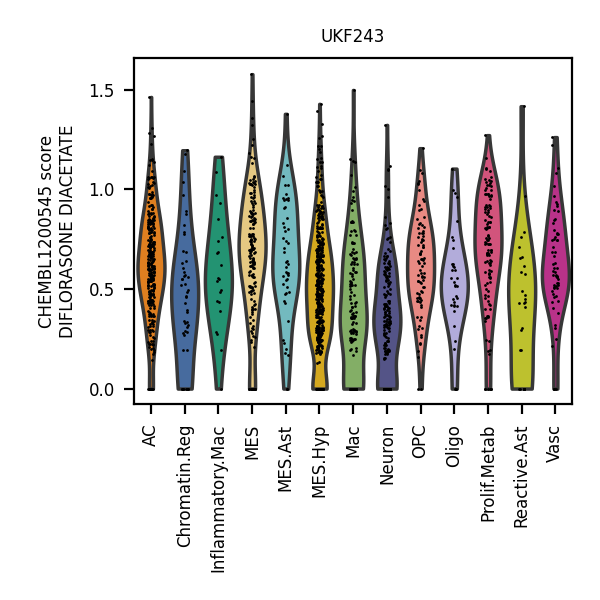 UKF243
CHEMBL1200545 score
DIFLORASONE DIACETATE
1.5
1.0
0.5
0.0
AC
Chromatin.Reg
Inflammatory.Mac
MES
MES.Ast
MES.Hyp
Mac
Neuron
OPC
Oligo
Prolif.Metab
Reactive.Ast
Vasc